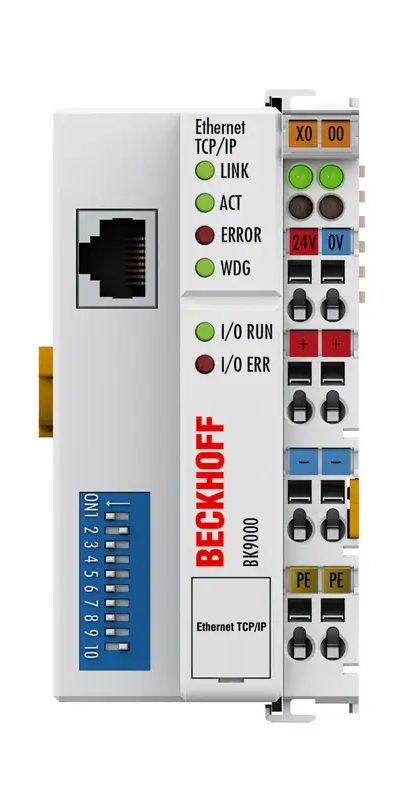 Ethernet
TCP/IP
LINK
ACT
ERROR
WDG
I/O RUN
I/O ERR
BECKHOFF
BK9000
Ethernet TCP/IP
X0 00
24V 0V
+ +
− −
PE PE
ON
1
2
3
4
5
6
7
8
9
10